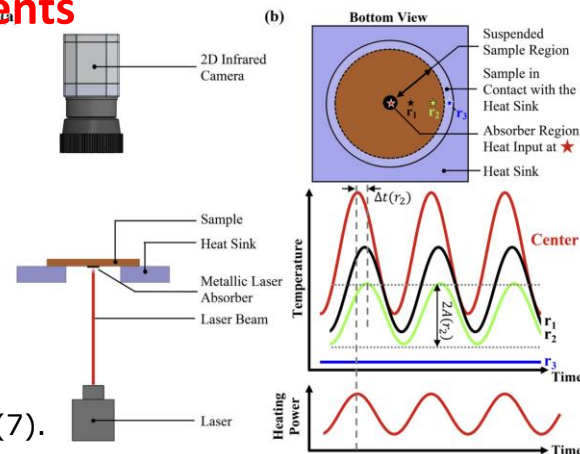 ents
(a)
2D Infrared
Camera
Sample
Heat Sink
Metallic Laser
Absorber
Laser Beam
Laser
(7).
(b)
Bottom View
Suspended
Sample Region
Sample in
Contact with the
Heat Sink
Absorber Region
Heat Input at ★
Heat Sink
r₁
r₂
r₃
Δt(r₂)
Temperature
Center
2A(r₂)
r₁
r₂
r₃
Time
Heating
Power
Time